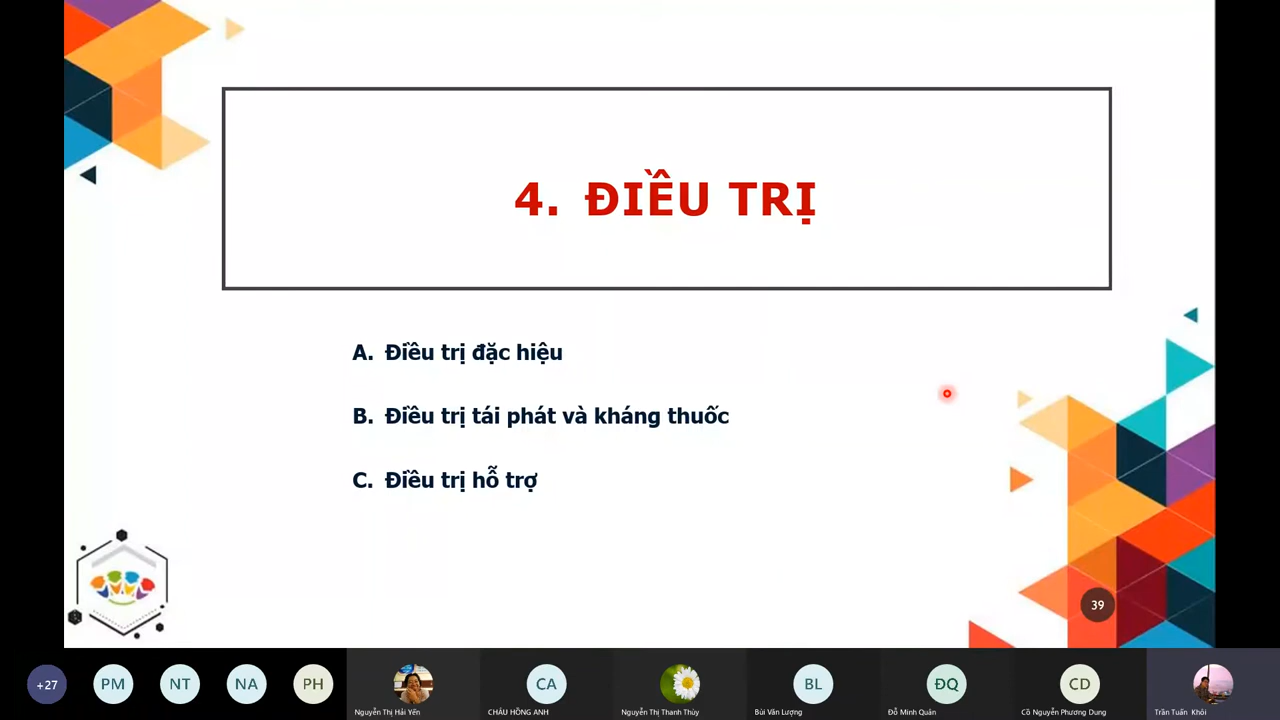 4. ĐIỀU TRỊ
A. Điều trị đặc hiệu
B. Điều trị tái phát và kháng thuốc
C. Điều trị hỗ trợ
39
+27
PM
NT
NA
PH
CA
BL
ĐQ
CD
Nguyễn Thị Hải Yến
CHÂU HỒNG ANH
Nguyễn Thị Thanh Thùy
Bùi Văn Lượng
Đỗ Minh Quân
Cồ Nguyễn Phương Dung
Trần Tuấn Khôi